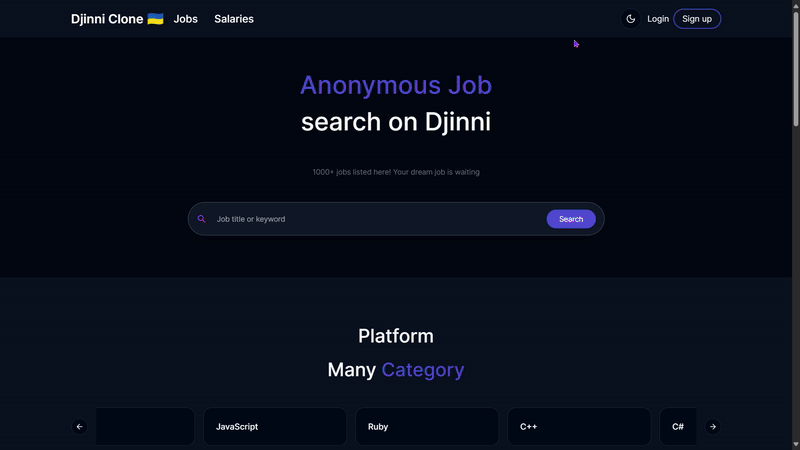 Djinni Clone 🇺🇦 Jobs Salaries Login Sign up
Anonymous Job
search on Djinni
1000+ jobs listed here! Your dream job is waiting
Job title or keyword Search
Platform
Many Category
JavaScript Ruby C++ C#